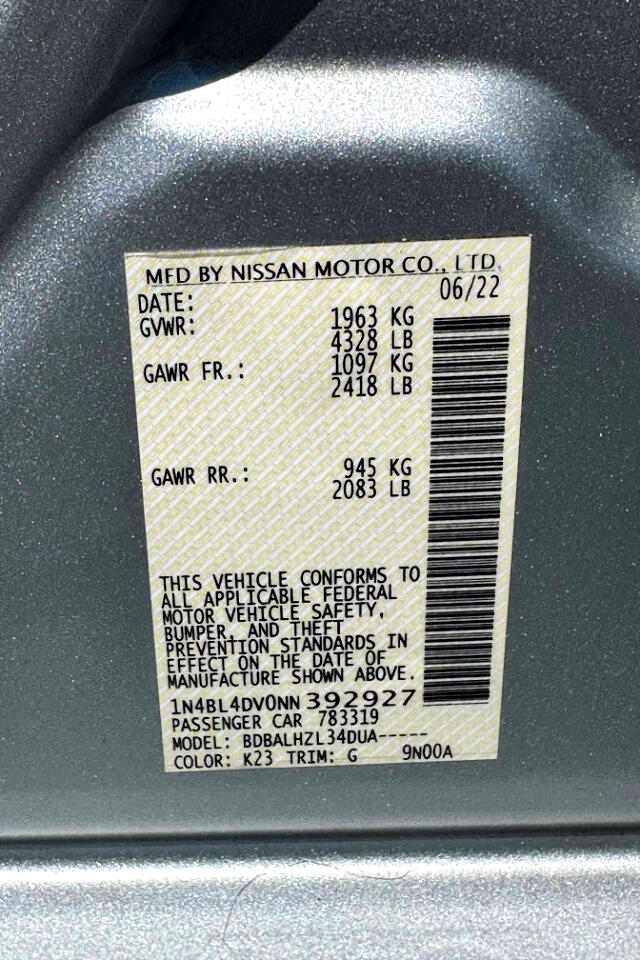 MFD BY NISSAN MOTOR CO., LTD.
DATE: 06/22
GVWR: 1963 KG
4328 LB
GAWR FR.: 1097 KG
2418 LB
GAWR RR.: 945 KG
2083 LB
THIS VEHICLE CONFORMS TO
ALL APPLICABLE FEDERAL
MOTOR VEHICLE SAFETY,
BUMPER, AND THEFT
PREVENTION STANDARDS IN
EFFECT ON THE DATE OF
MANUFACTURE SHOWN ABOVE.
1N4BL4DV0NN392927
PASSENGER CAR 783319
MODEL: BDBALHZL34DUA-----
COLOR: K23 TRIM: G 9N00A